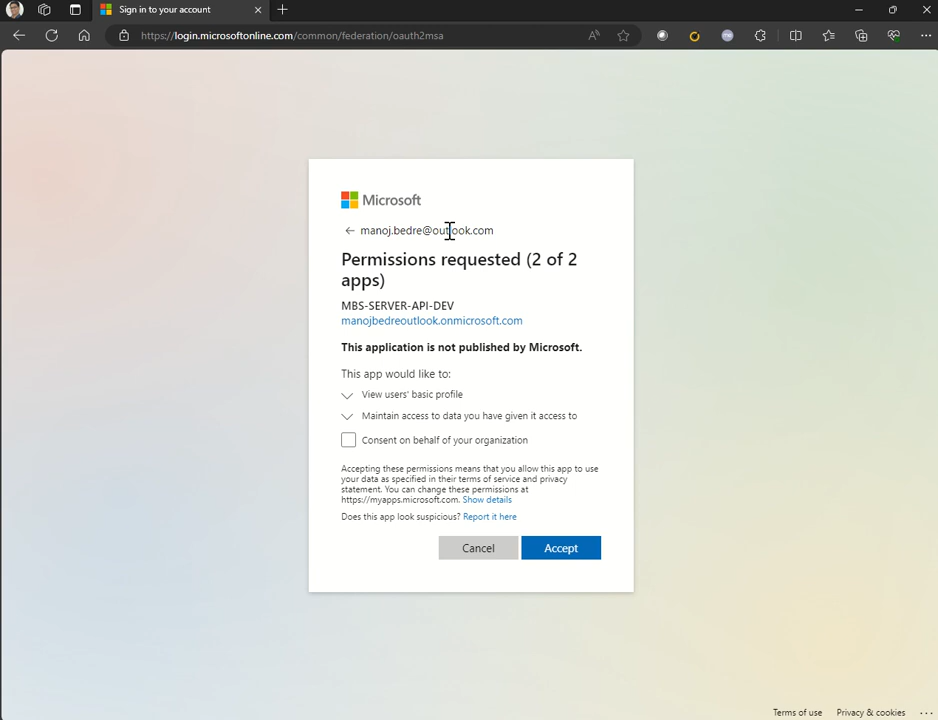 Sign in to your account
https://login.microsoftonline.com/common/federation/oauth2msa
Microsoft
manoj.bedre@outlook.com
Permissions requested (2 of 2
apps)
MBS-SERVER-API-DEV
manojbedreoutlook.onmicrosoft.com
This application is not published by Microsoft.
This app would like to:
View users' basic profile
Maintain access to data you have given it access to
Consent on behalf of your organization
Accepting these permissions means that you allow this app to use
your data as specified in their terms of service and privacy
statement. You can change these permissions at
https://myapps.microsoft.com. Show details
Does this app look suspicious? Report it here
Cancel Accept
Terms of use Privacy & cookies ...